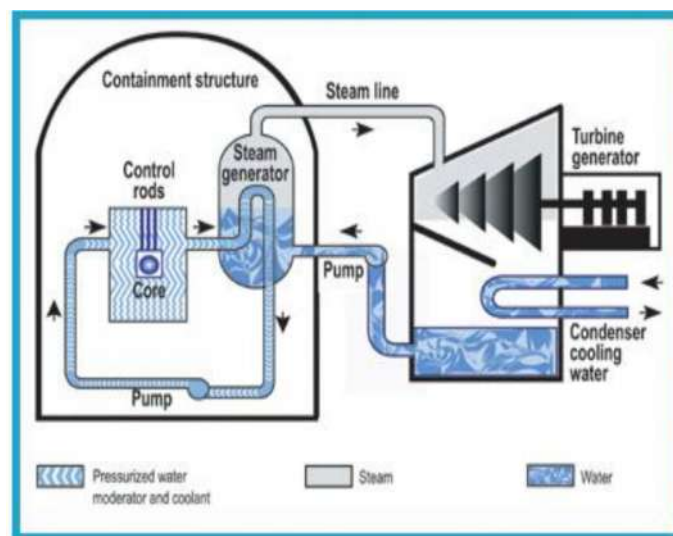 Containment structure
Steam line
Turbine
generator
Steam
generator
Control
rods
Core
Pump
Pump
Condenser
cooling
water
Pressurized water
moderator and coolant
Steam
Water